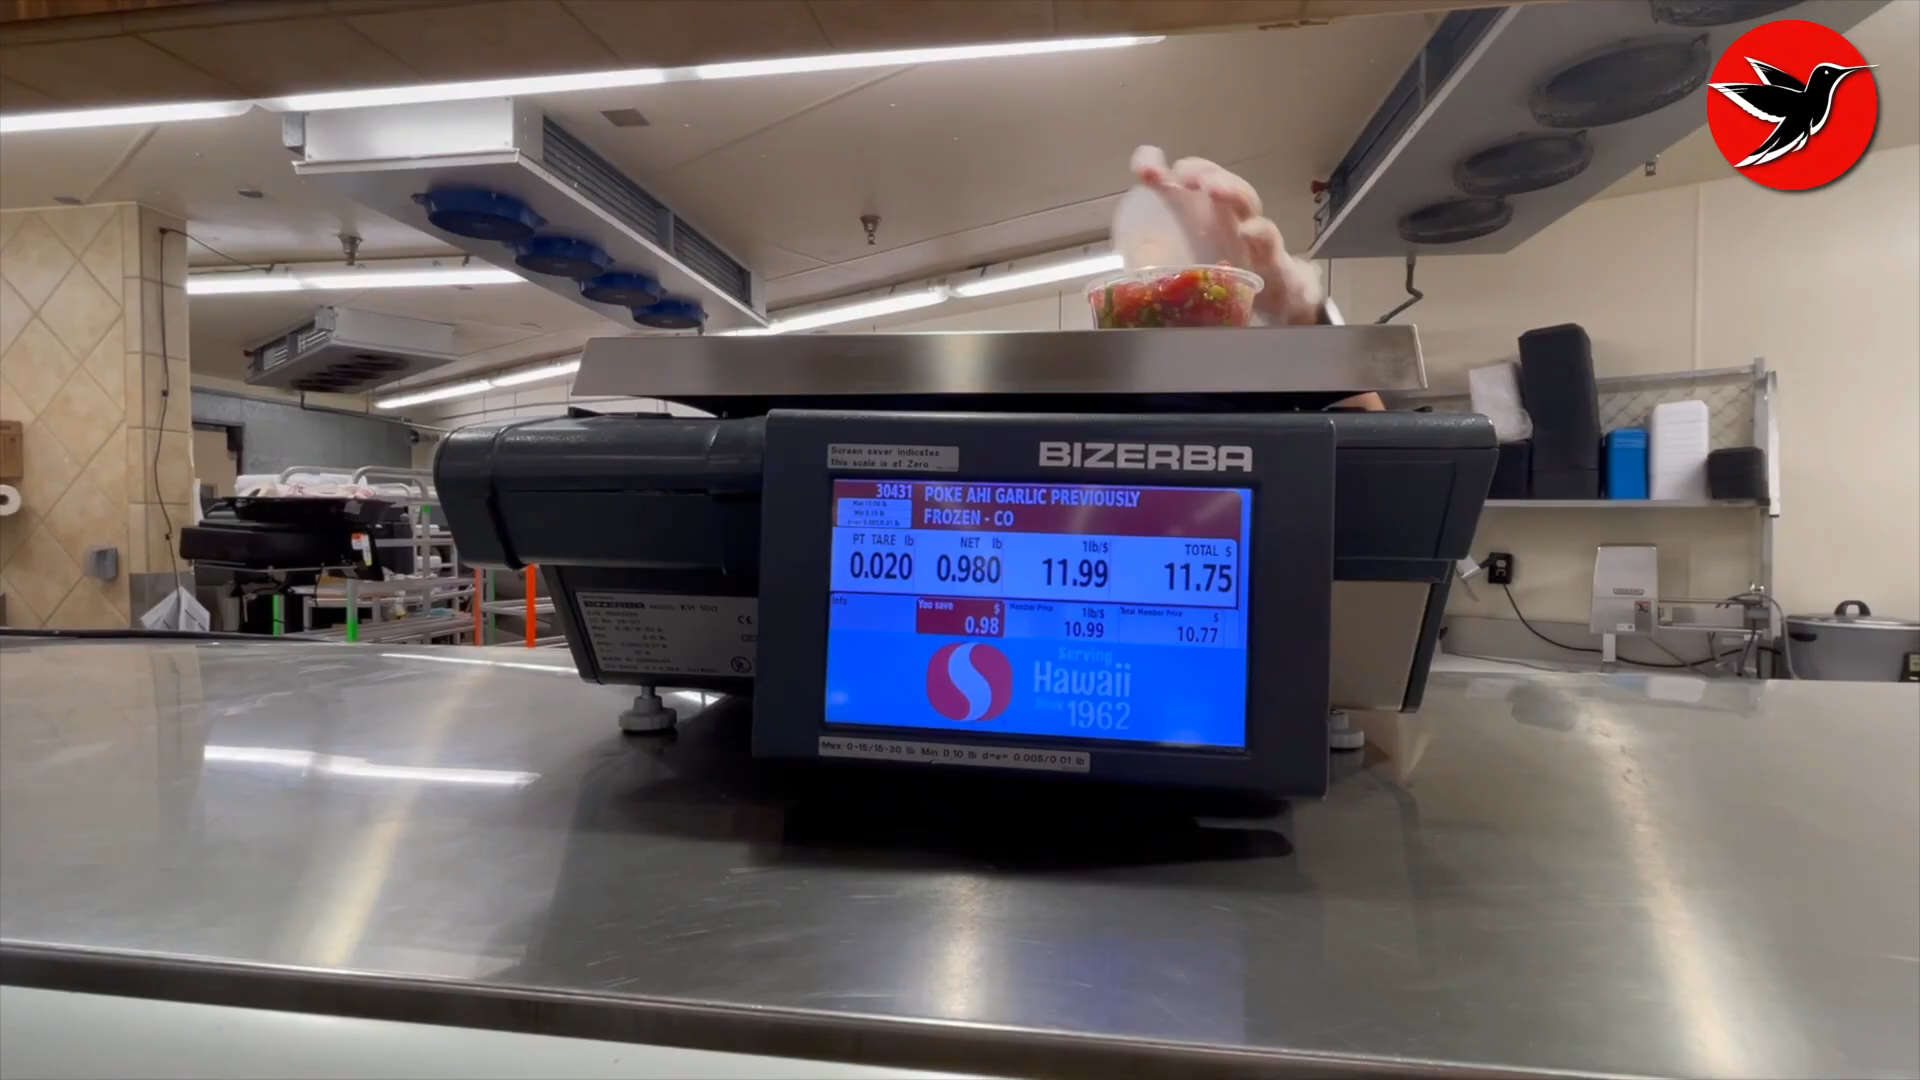 Screen saver indicates
this scale is at Zero
BIZERBA
30431
POKE AHI GARLIC PREVIOUSLY
FROZEN - CO
PT TARE lb
NET lb
1lb/$
TOTAL $
0.020
0.980
11.99
11.75
Info
You save $
0.98
Member Price 1lb/$
10.99
Total Member Price $
10.77
Serving
Hawaii
Since 1962
Max 0-15/15-30 lb Min 0.10 lb d=e= 0.005/0.01 lb
BIZERBA